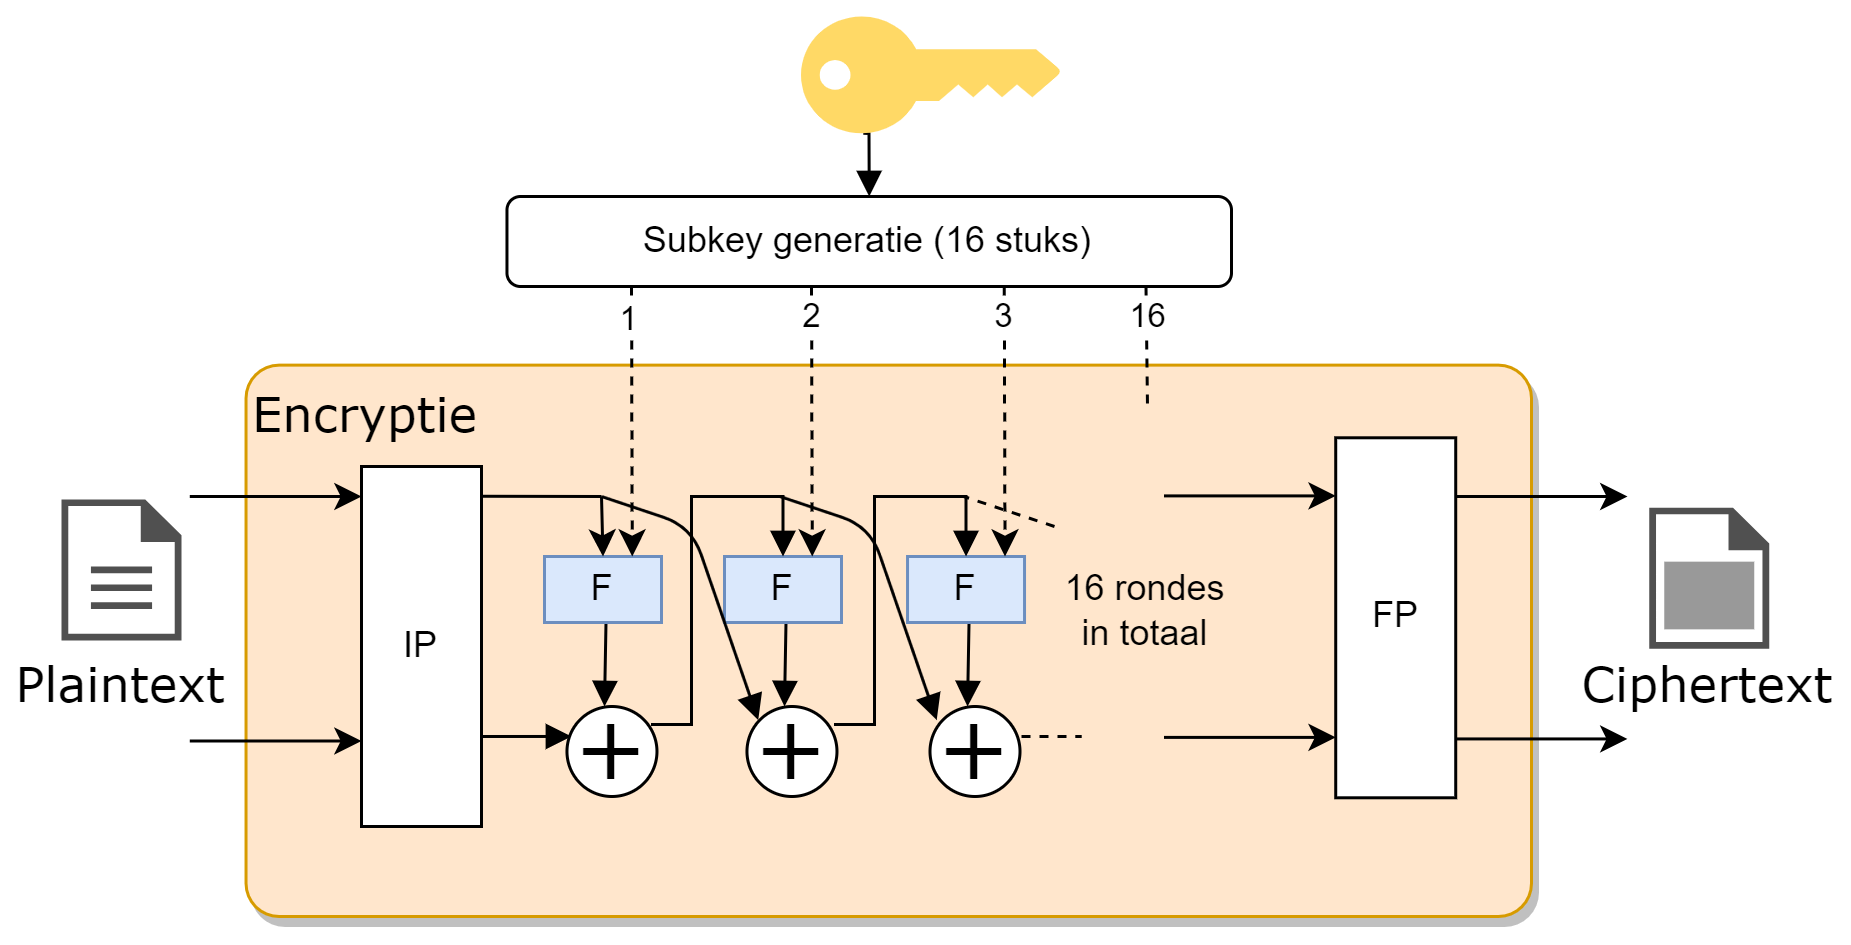 Subkey generatie (16 stuks)
1
2
3
16
Encryptie
Plaintext
IP
F
F
F
16 rondes
in totaal
FP
Ciphertext